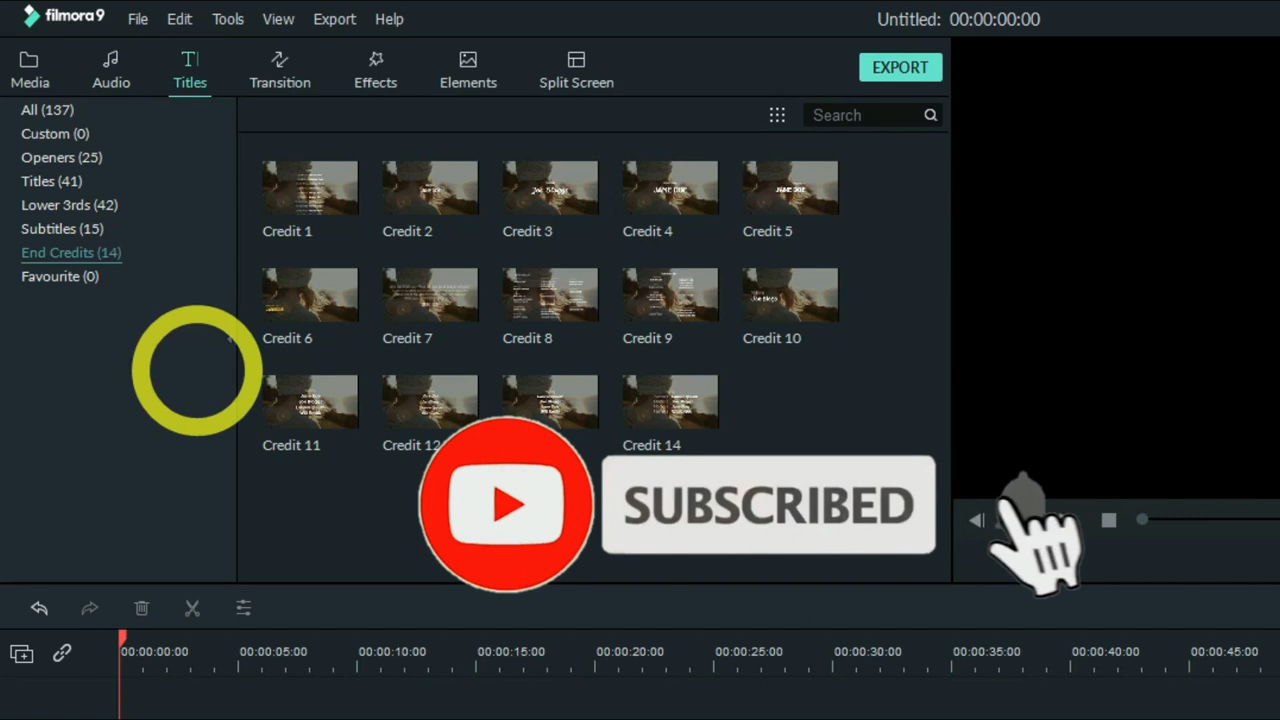 filmora9 File Edit Tools View Export Help Untitled: 00:00:00:00
Media Audio Titles Transition Effects Elements Split Screen EXPORT
All (137)
Custom (0)
Openers (25)
Titles (41)
Lower 3rds (42)
Subtitles (15)
End Credits (14)
Favourite (0)
Search
Credit 1 Credit 2 Credit 3 Credit 4 Credit 5
JANE DOE
JANE DOE
Credit 6 Credit 7 Credit 8 Credit 9 Credit 10
Credit 11 Credit 12 Credit 14
SUBSCRIBED
00:00:00:00 00:00:05:00 00:00:10:00 00:00:15:00 00:00:20:00 00:00:25:00 00:00:30:00 00:00:35:00 00:00:40:00 00:00:45:00